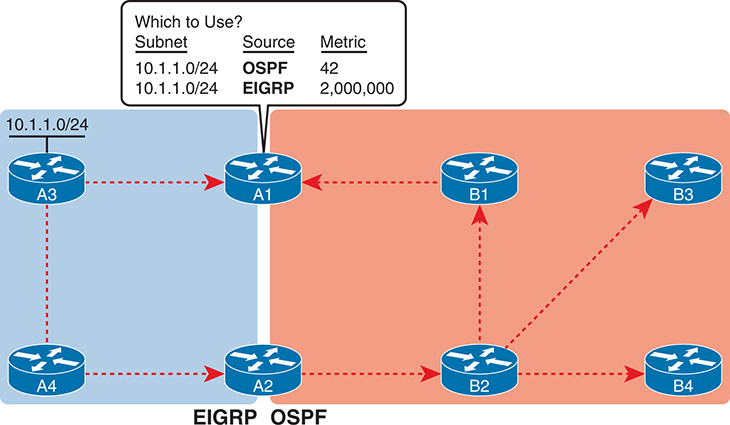 Which to Use?
Subnet Source Metric
10.1.1.0/24 OSPF 42
10.1.1.0/24 EIGRP 2,000,000
10.1.1.0/24
A3 A1 B1 B3
A4 A2 B2 B4
EIGRP OSPF